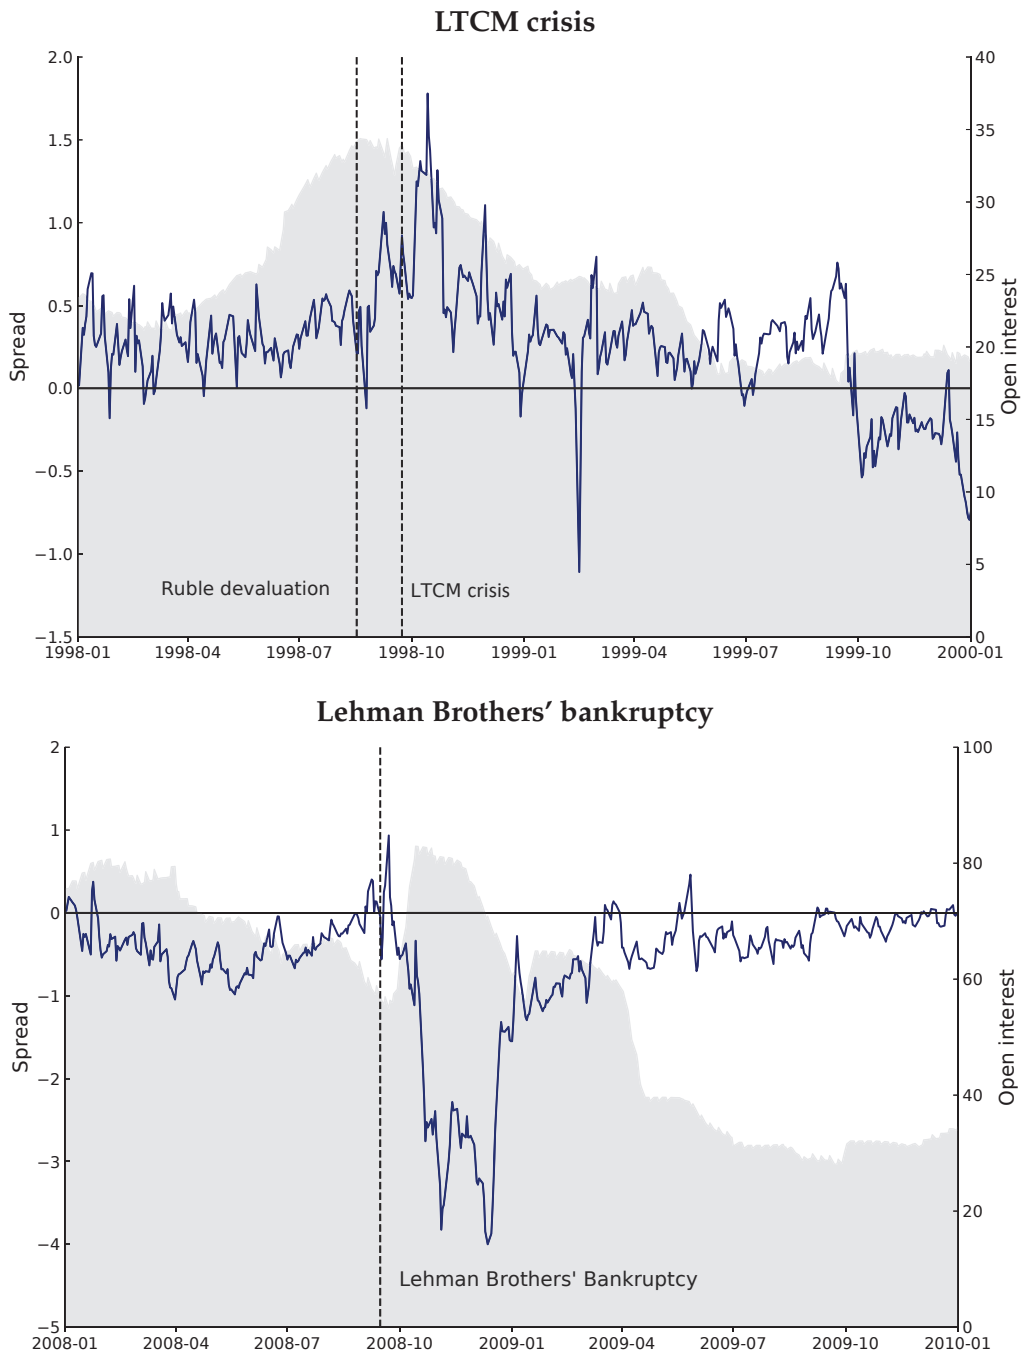 LTCM crisis
2.0
1.5
1.0
0.5
0.0
−0.5
−1.0
−1.5
Spread
40
35
30
25
20
15
10
5
0
Open interest
Ruble devaluation
LTCM crisis
1998-01 1998-04 1998-07 1998-10 1999-01 1999-04 1999-07 1999-10 2000-01
Lehman Brothers’ bankruptcy
2
1
0
−1
−2
−3
−4
−5
Spread
100
80
60
40
20
0
Open interest
Lehman Brothers' Bankruptcy
2008-01 2008-04 2008-07 2008-10 2009-01 2009-04 2009-07 2009-10 2010-01